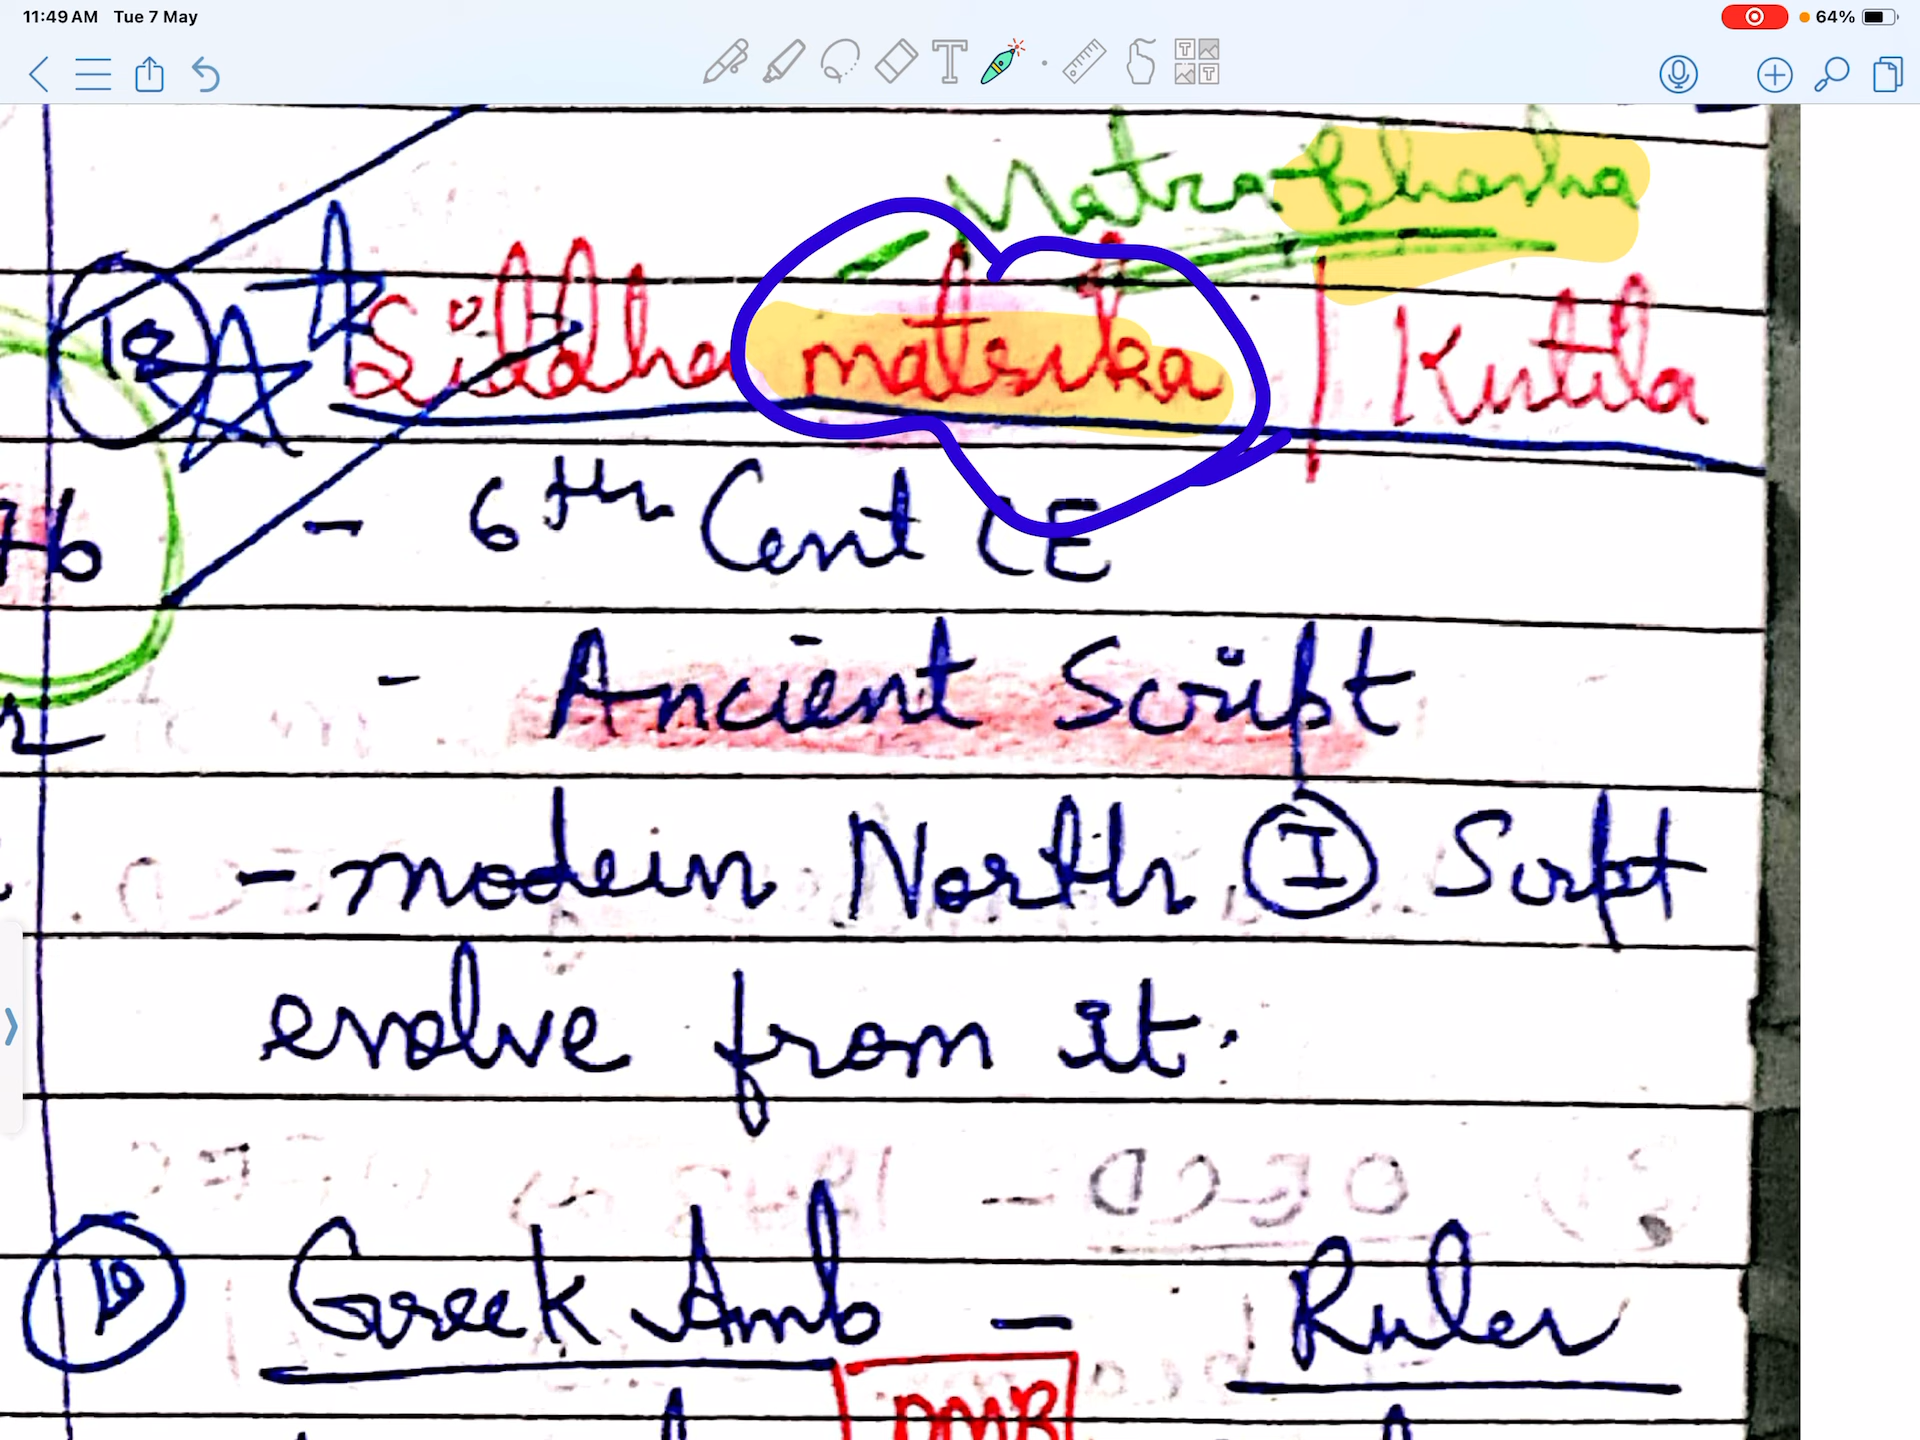 11:49 AM Tue 7 May
64%
Matra Bhasha
18 Siddha matrika | Kutila
- 6th Cent CE
- Ancient Script
- modern North I Script
evolve from it.
Greek Amb - Ruler